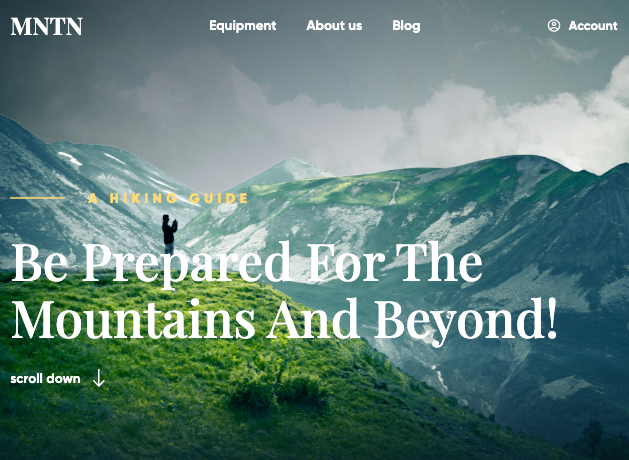 MNTN
Equipment
About us
Blog
Account
A HIKING GUIDE
Be Prepared For The
Mountains And Beyond!
scroll down